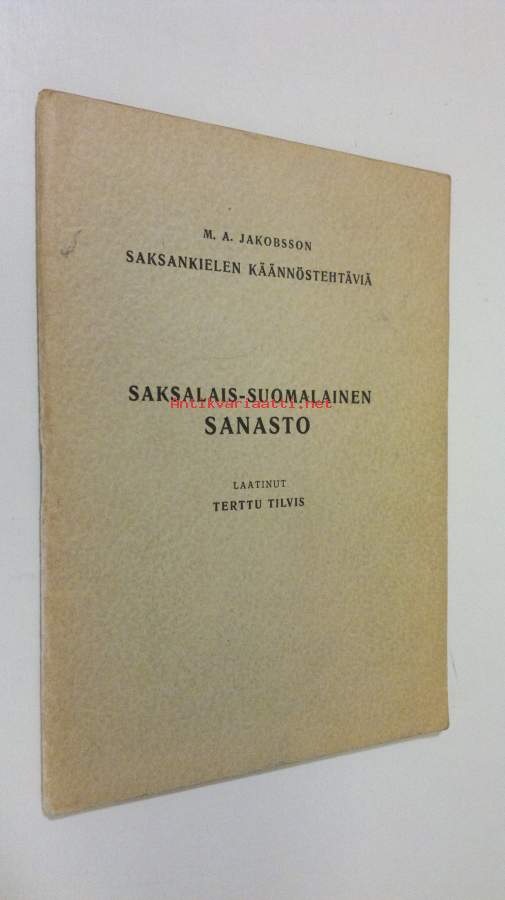 M. A. JAKOBSSON
SAKSANKIELEN KÄÄNNÖSTEHTÄVIÄ
SAKSALAIS-SUOMALAINEN
Antikvariaatti.net
SANASTO
LAATINUT
TERTTU TILVIS